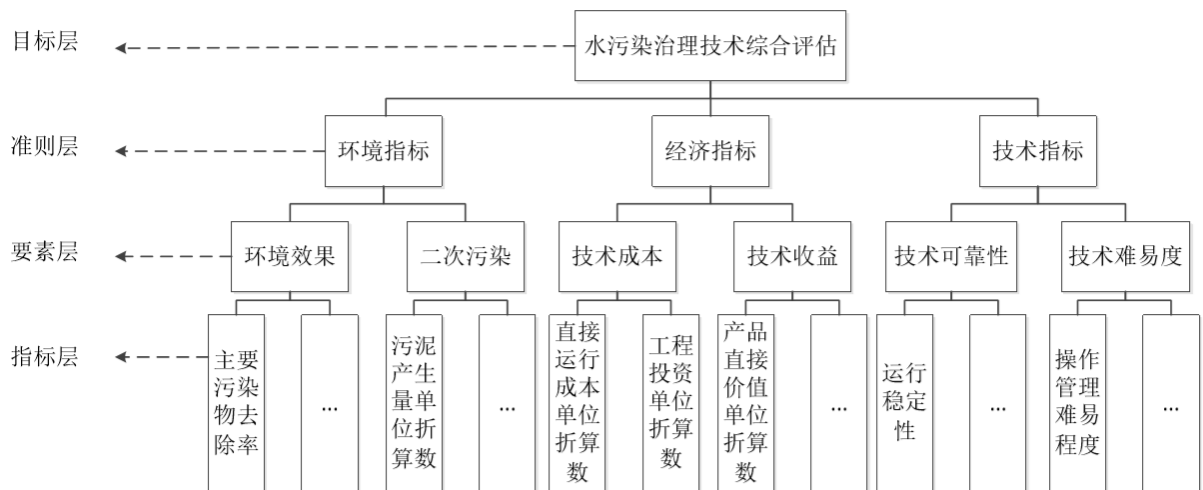 目标层
水污染治理技术综合评估
准则层
环境指标
经济指标
技术指标
要素层
环境效果
二次污染
技术成本
技术收益
技术可靠性
技术难易度
指标层
主要
污染
物去
除率
...
污泥
产生
量单
位折
算数
...
直接
运行
成本
单位
折算
数
工程
投资
单位
折算
数
产品
直接
价值
单位
折算
数
...
运行
稳定
性
...
操作
管理
难易
程度
...